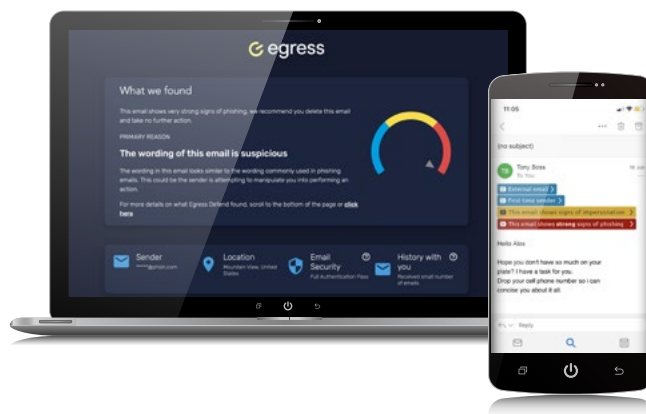 egress
What we found
This email shows very strong signs of phishing, we recommend you delete this email
and take no further action.
PRIMARY REASON
The wording of this email is suspicious
The wording in this email looks similar to the wording commonly used in phishing
emails. This could be the sender is attempting to manipulate you into performing an
action.
For more details on what Egress Defend found, scroll to the bottom of the page or click
here
Sender
Location
Mountain View, United
States
Email
Security
Full Authentication Pass
History with
you
Received small number
of emails
11:05
(no subject)
TB
Tony Boss
To You
External email
First time sender
This email shows signs of impersonation
This email shows strong signs of phishing
Hello Alex
Hope you dont have so much on your
plate? I have a task for you.
Drop your cell phone number so i can
concise you about it all.
Reply